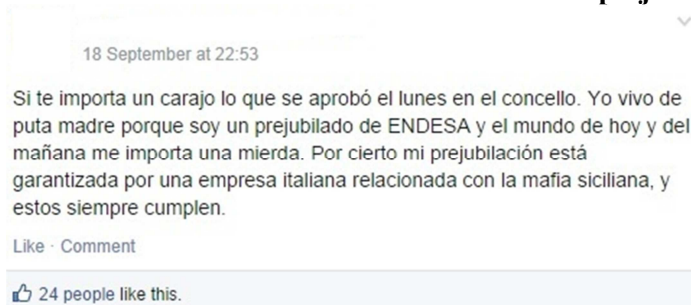 18 September at 22:53
Si te importa un carajo lo que se aprobó el lunes en el concello. Yo vivo de
puta madre porque soy un prejubilado de ENDESA y el mundo de hoy y del
mañana me importa una mierda. Por cierto mi prejubilación está
garantizada por una empresa italiana relacionada con la mafia siciliana, y
estos siempre cumplen.
Like · Comment
24 people like this.